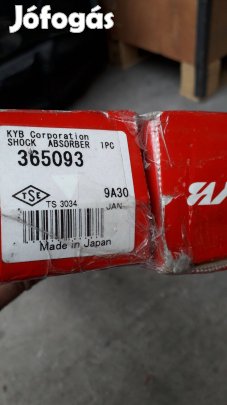 Jófogás
KYB Corporation
SHOCK ABSORBER 1PC
365093
TSE
9A30
TS 3034
JAN
Made in Japan